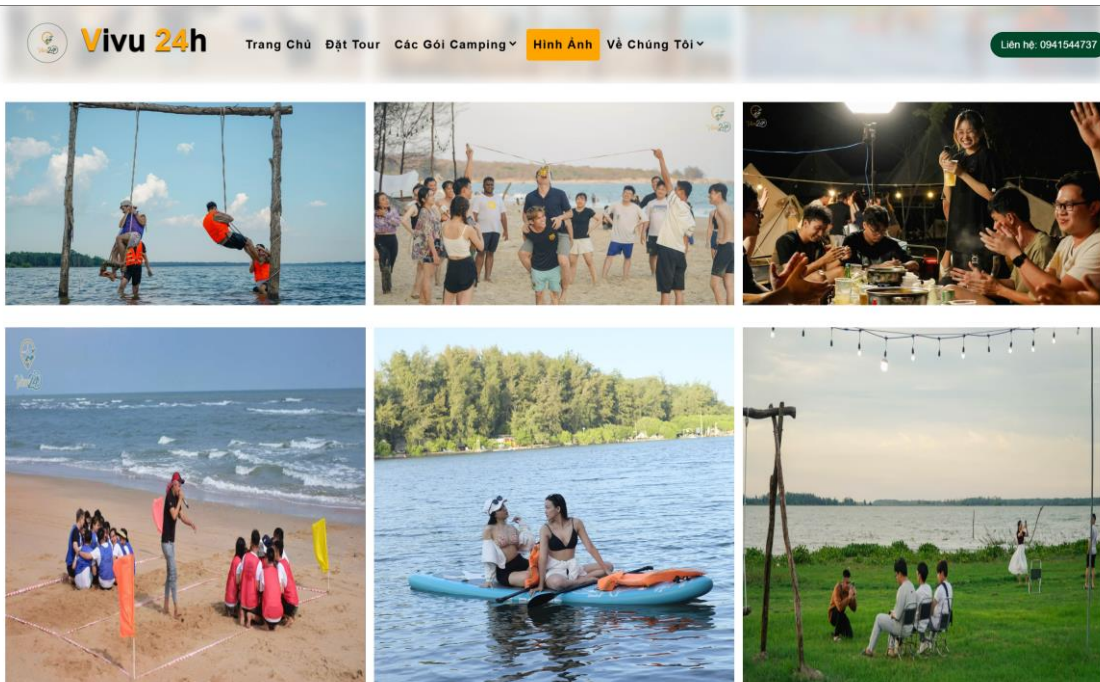 Vivu 24h
Trang Chủ Đặt Tour Các Gói Camping Hình Ảnh Về Chúng Tôi
Liên hệ: 0941544737